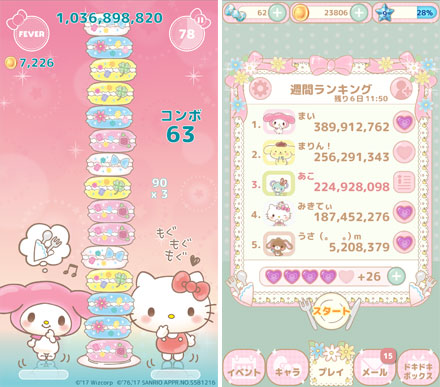 1,036,898,820
FEVER
78
7,226
コンボ
63
90
×3
もぐ
もぐ
もぐ
©'17 Wizcorp ©'76,'17 SANRIO APPR.NO.SSB1216
62
23806
28%
週間ランキング
残り6日 11:50
1. まい
389,912,762
2. まりん!
256,291,343
3. あこ
224,928,098
4. みきてぃ
187,452,276
5. うさ(。 。)m
5,208,379
+26
スタート
イベント
キャラ
プレイ
メール
15
ドキドキ
ボックス